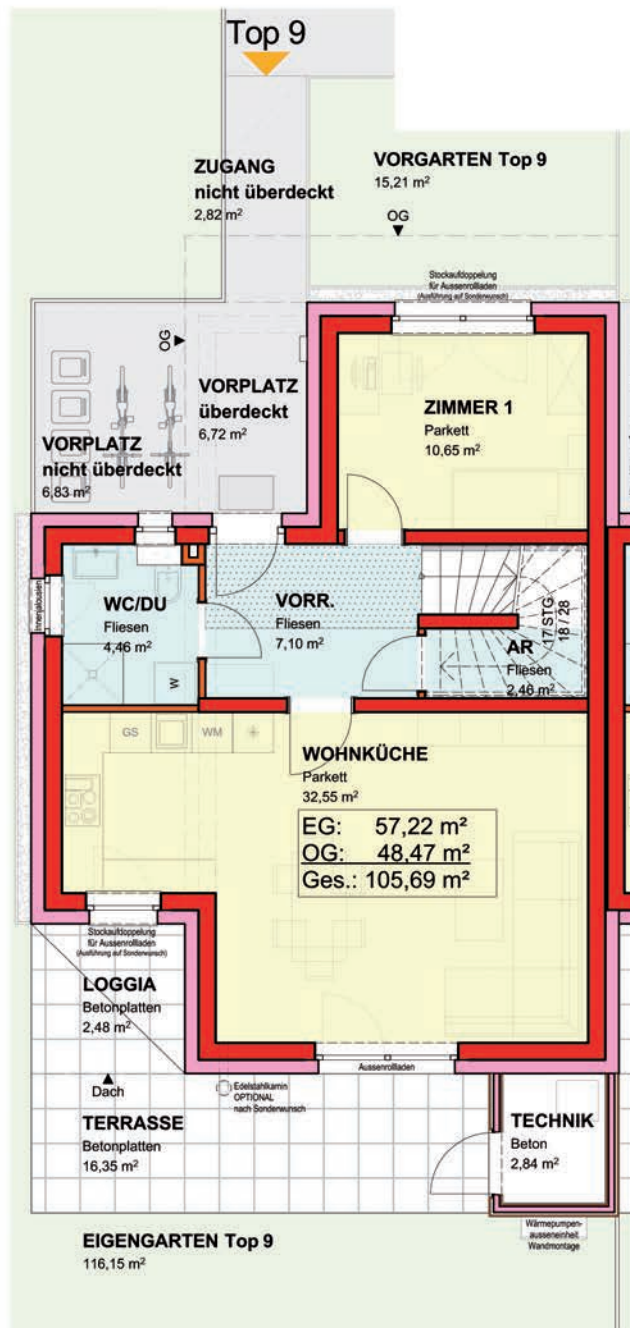 Top 9
ZUGANG
nicht überdeckt
2,82 m²
VORGARTEN Top 9
15,21 m²
OG
Stockaufdoppelung
für Aussenrollladen
(Ausführung auf Sonderwunsch)
OG
VORPLATZ
überdeckt
6,72 m²
VORPLATZ
nicht überdeckt
6,83 m²
ZIMMER 1
Parkett
10,65 m²
Innenjalousien
WC/DU
Fliesen
4,46 m²
W
VORR.
Fliesen
7,10 m²
17 STG
18 / 28
AR
Fliesen
2,46 m²
GS
WM
WOHNKÜCHE
Parkett
32,55 m²
EG: 57,22 m²
OG: 48,47 m²
Ges.: 105,69 m²
Stockaufdoppelung
für Aussenrollladen
(Ausführung auf Sonderwunsch)
LOGGIA
Betonplatten
2,48 m²
Aussenrollladen
Dach
Edelstahlkamin
OPTIONAL
nach Sonderwunsch
TERRASSE
Betonplatten
16,35 m²
TECHNIK
Beton
2,84 m²
Wärmepumpen-
ausseneinheit
Wandmontage
EIGENGARTEN Top 9
116,15 m²